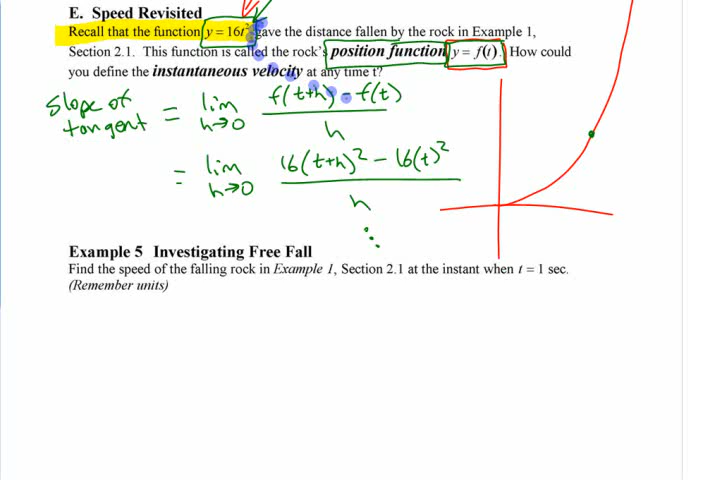 E. Speed Revisited
Recall that the function y = 16t² gave the distance fallen by the rock in Example 1,
Section 2.1. This function is called the rock's position function y = f(t). How could
you define the instantaneous velocity at any time t?
Slope of tangent = lim h→0 f(t+h) - f(t) / h
= lim h→0 16(t+h)² - 16(t)² / h
⋮
Example 5 Investigating Free Fall
Find the speed of the falling rock in Example 1, Section 2.1 at the instant when t = 1 sec.
(Remember units)